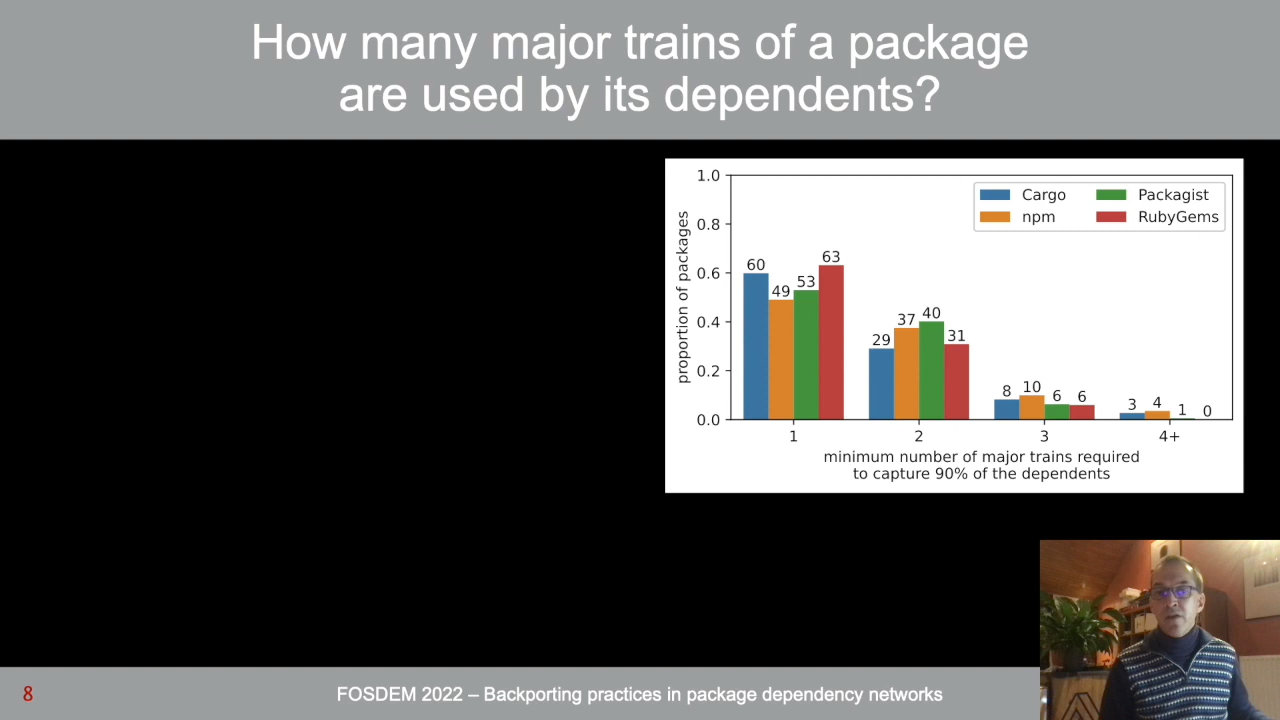 How many major trains of a package
are used by its dependents?
1.0
0.8
0.6
0.4
0.2
0.0
proportion of packages
Cargo
npm
Packagist
RubyGems
60
49
53
63
29
37
40
31
8
10
6
6
3
4
1
0
1
2
3
4+
minimum number of major trains required
to capture 90% of the dependents
8
FOSDEM 2022 – Backporting practices in package dependency networks